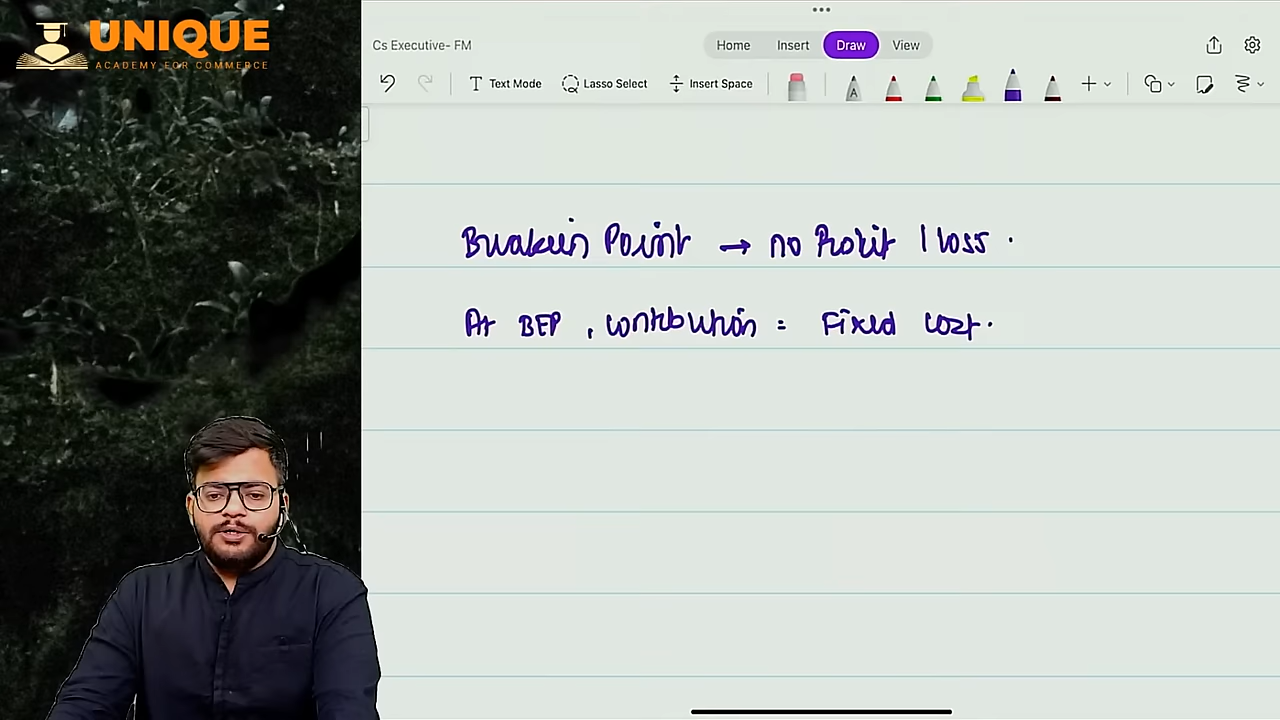 UNIQUE
ACADEMY FOR COMMERCE
Cs Executive- FM
Home Insert Draw View
Text Mode Lasso Select Insert Space
A
Breakein Point → no Profit / loss .
At BEP , contribution = Fixed cost .